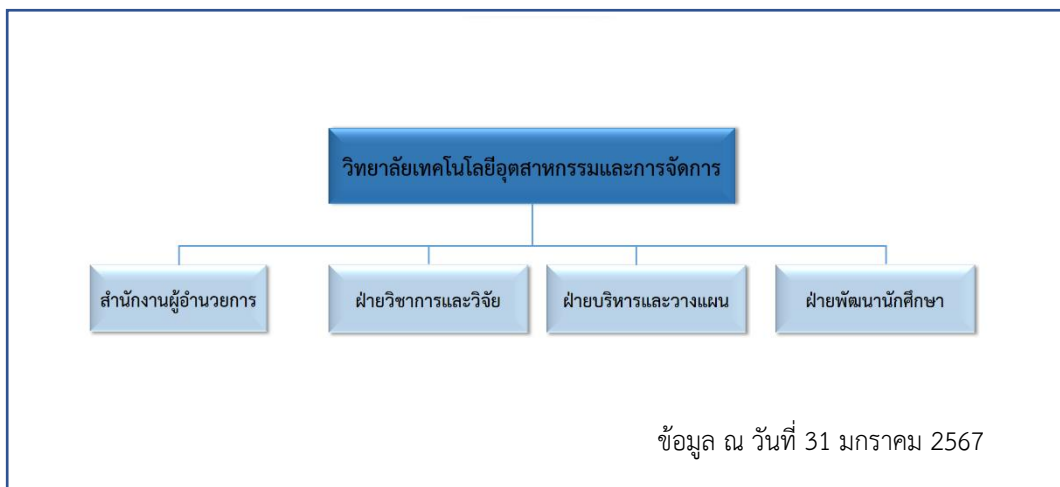 วิทยาลัยเทคโนโลยีอุตสาหกรรมและการจัดการ
สำนักงานผู้อำนวยการ
ฝ่ายวิชาการและวิจัย
ฝ่ายบริหารและวางแผน
ฝ่ายพัฒนานักศึกษา
ข้อมูล ณ วันที่ 31 มกราคม 2567